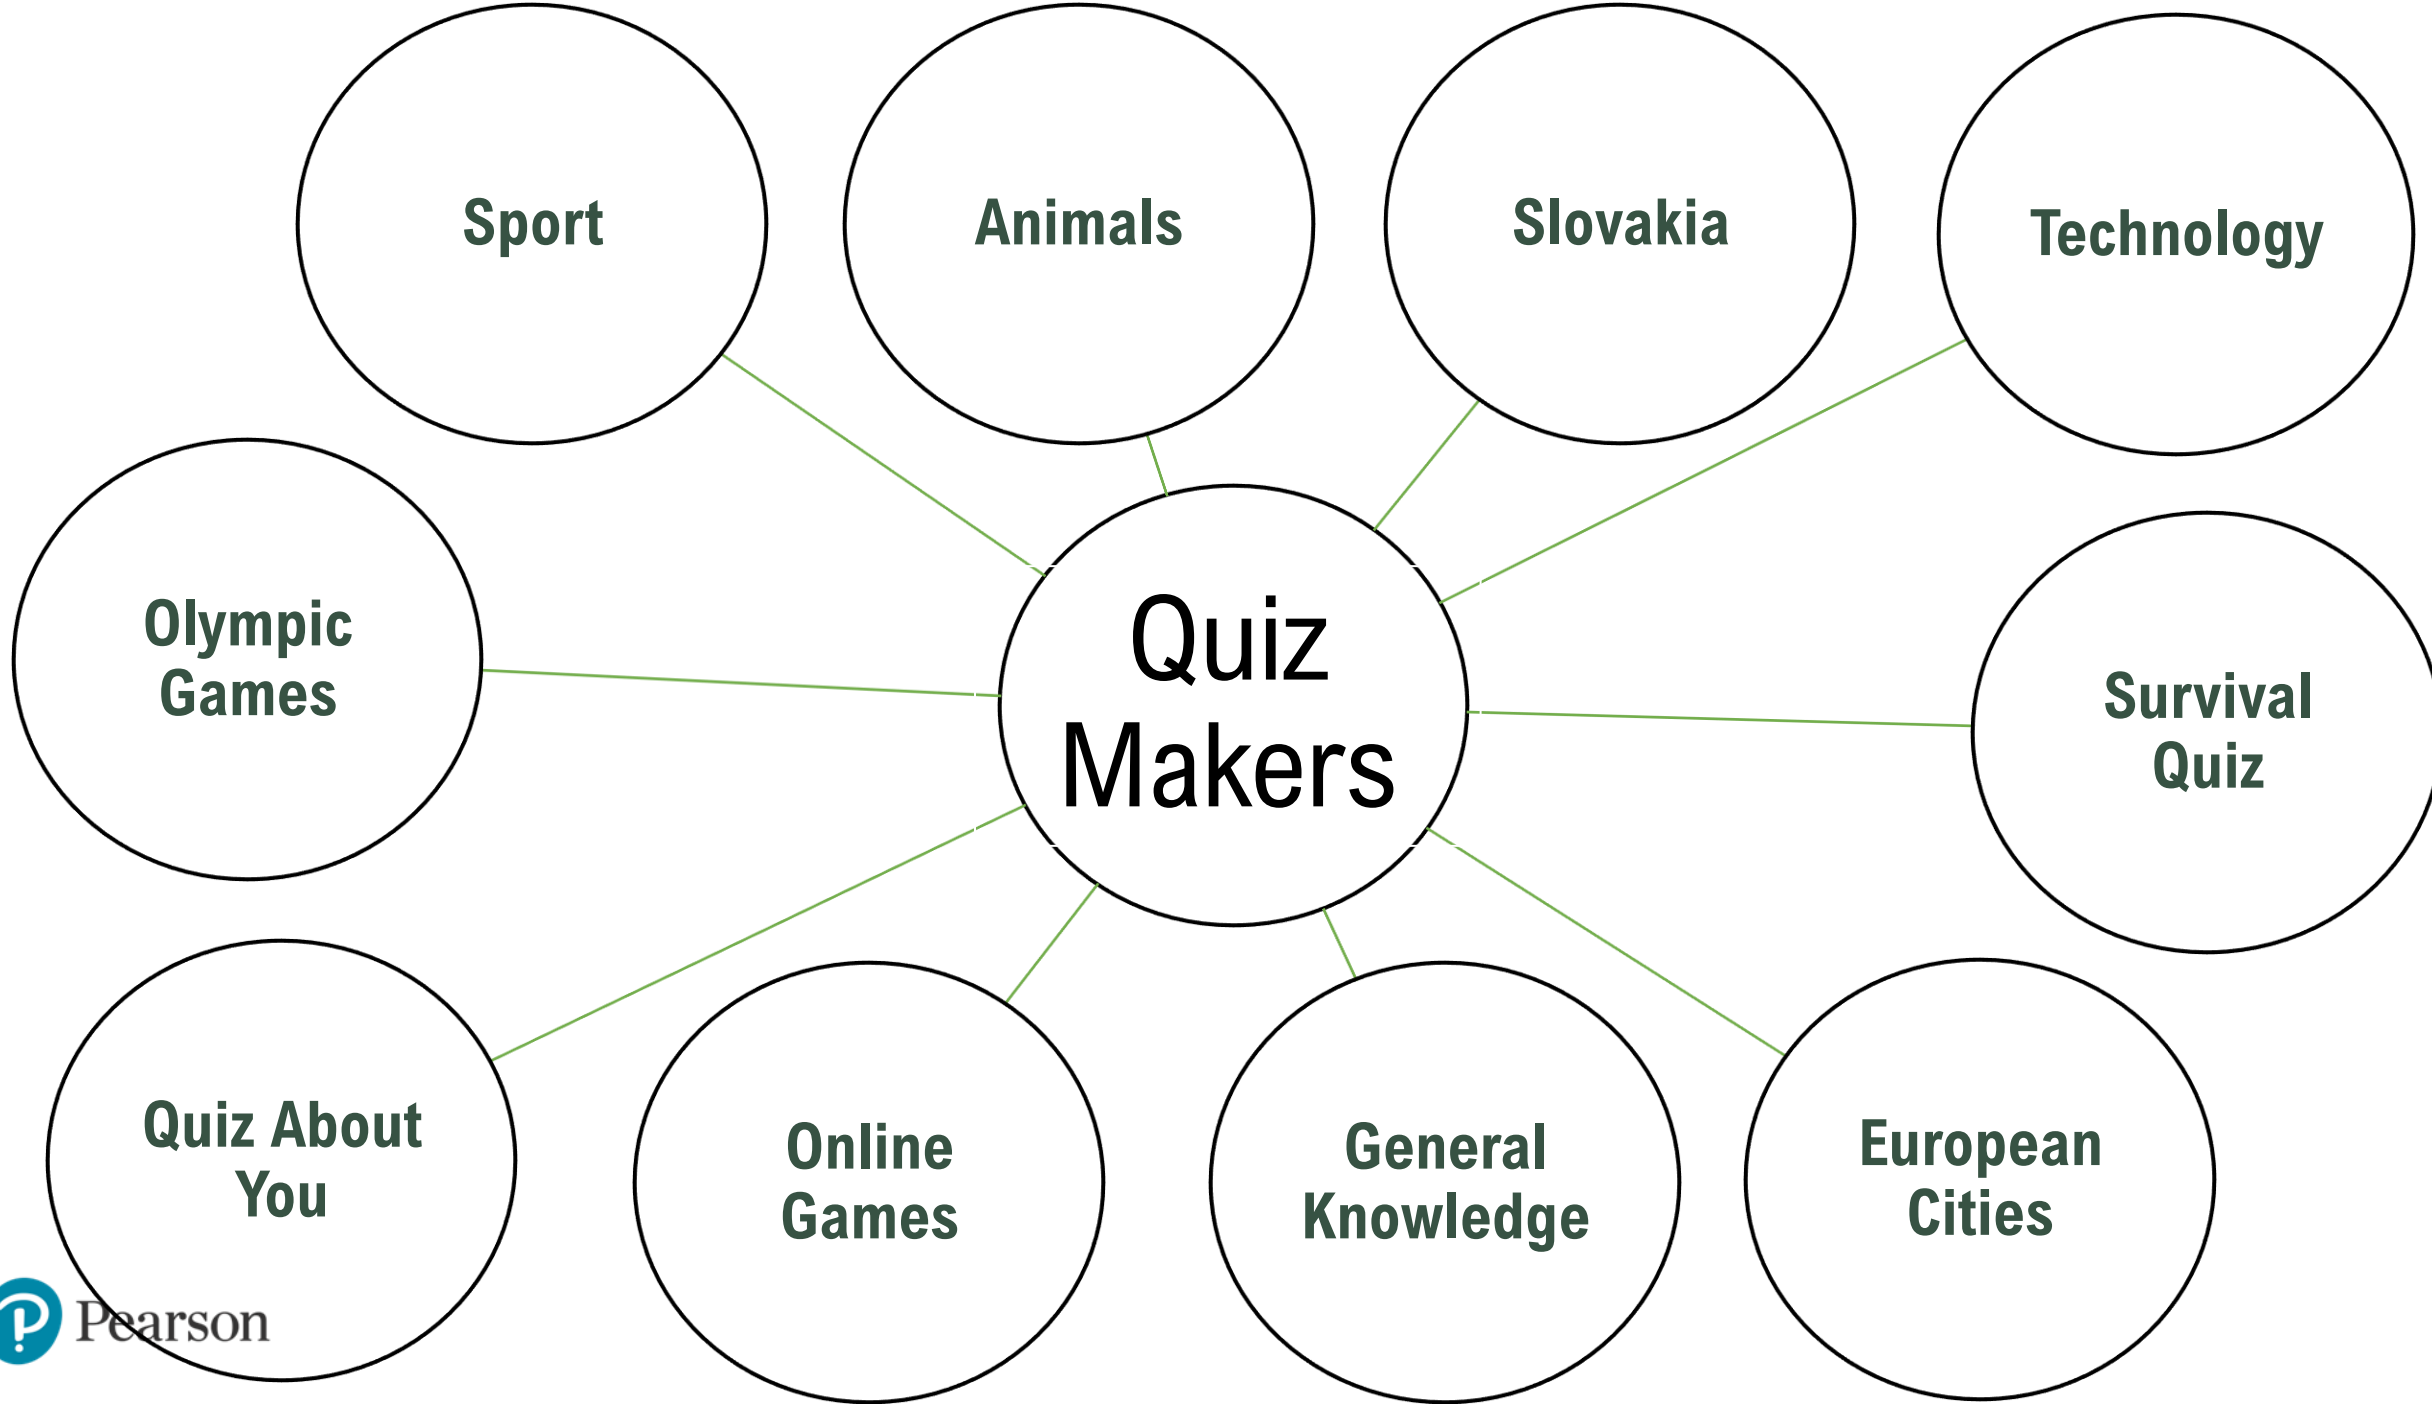 Sport
Animals
Slovakia
Technology
Olympic
Games
Quiz
Makers
Survival
Quiz
Quiz About
You
Online
Games
General
Knowledge
European
Cities
Pearson